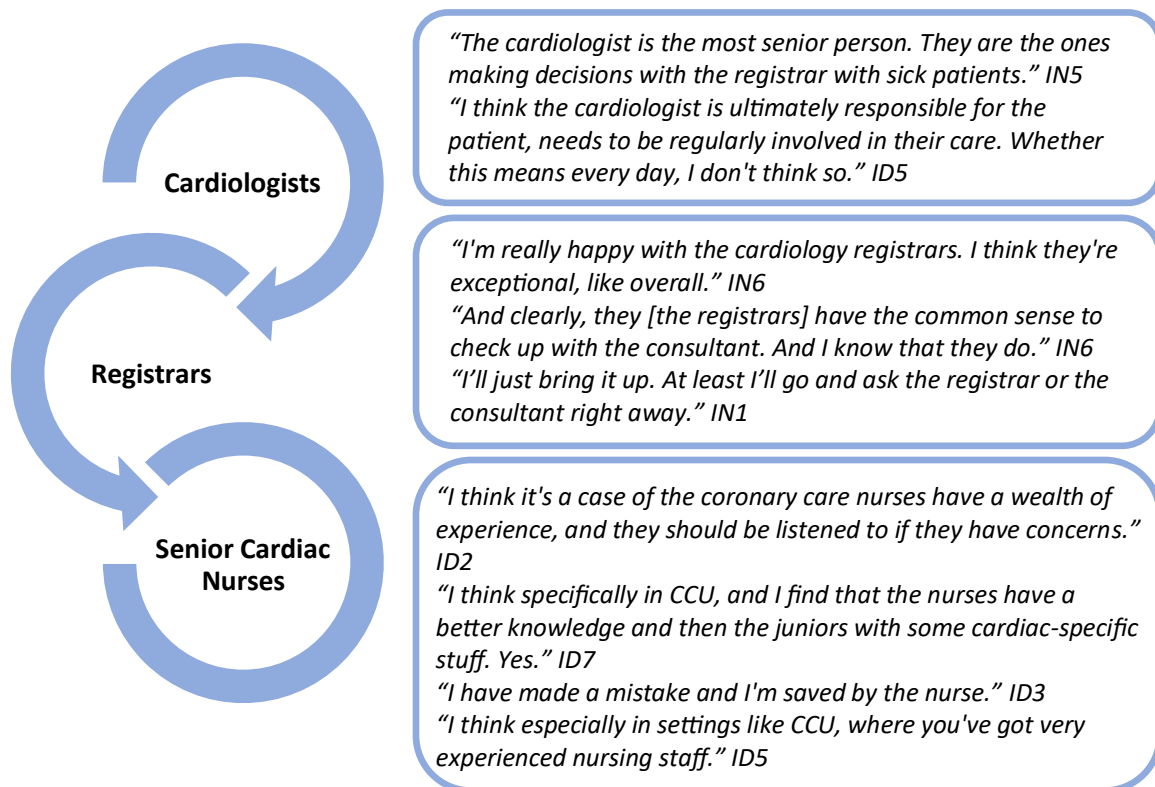 Cardiologists
“The cardiologist is the most senior person. They are the ones
making decisions with the registrar with sick patients.” IN5
“I think the cardiologist is ultimately responsible for the
patient, needs to be regularly involved in their care. Whether
this means every day, I don't think so.” ID5
Registrars
“I'm really happy with the cardiology registrars. I think they're
exceptional, like overall.” IN6
“And clearly, they [the registrars] have the common sense to
check up with the consultant. And I know that they do.” IN6
“I’ll just bring it up. At least I’ll go and ask the registrar or the
consultant right away.” IN1
Senior Cardiac
Nurses
“I think it's a case of the coronary care nurses have a wealth of
experience, and they should be listened to if they have concerns.”
ID2
“I think specifically in CCU, and I find that the nurses have a
better knowledge and then the juniors with some cardiac-specific
stuff. Yes.” ID7
“I have made a mistake and I'm saved by the nurse.” ID3
“I think especially in settings like CCU, where you've got very
experienced nursing staff.” ID5